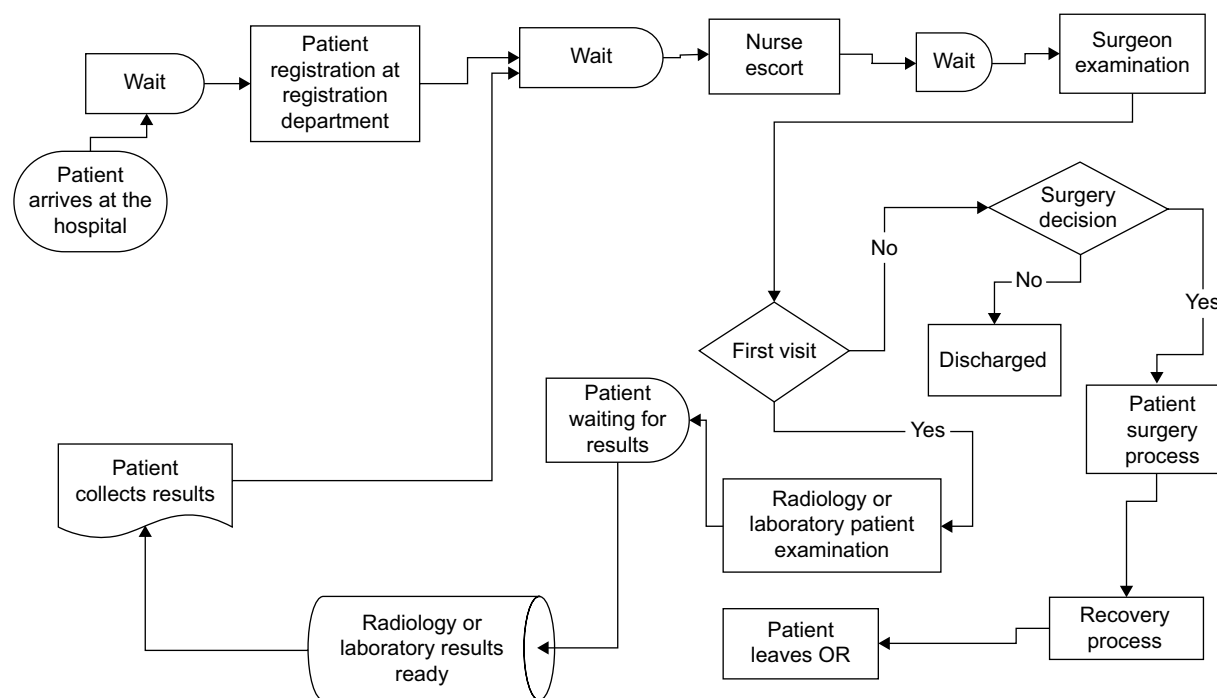 Wait
Patient
registration at
registration
department
Wait
Nurse
escort
Wait
Surgeon
examination
Patient
arrives at the
hospital
Surgery
decision
No
No
Yes
First visit
Discharged
Patient
waiting for
results
Yes
Patient
surgery
process
Patient
collects results
Radiology or
laboratory patient
examination
Radiology or
laboratory results
ready
Patient
leaves OR
Recovery
process